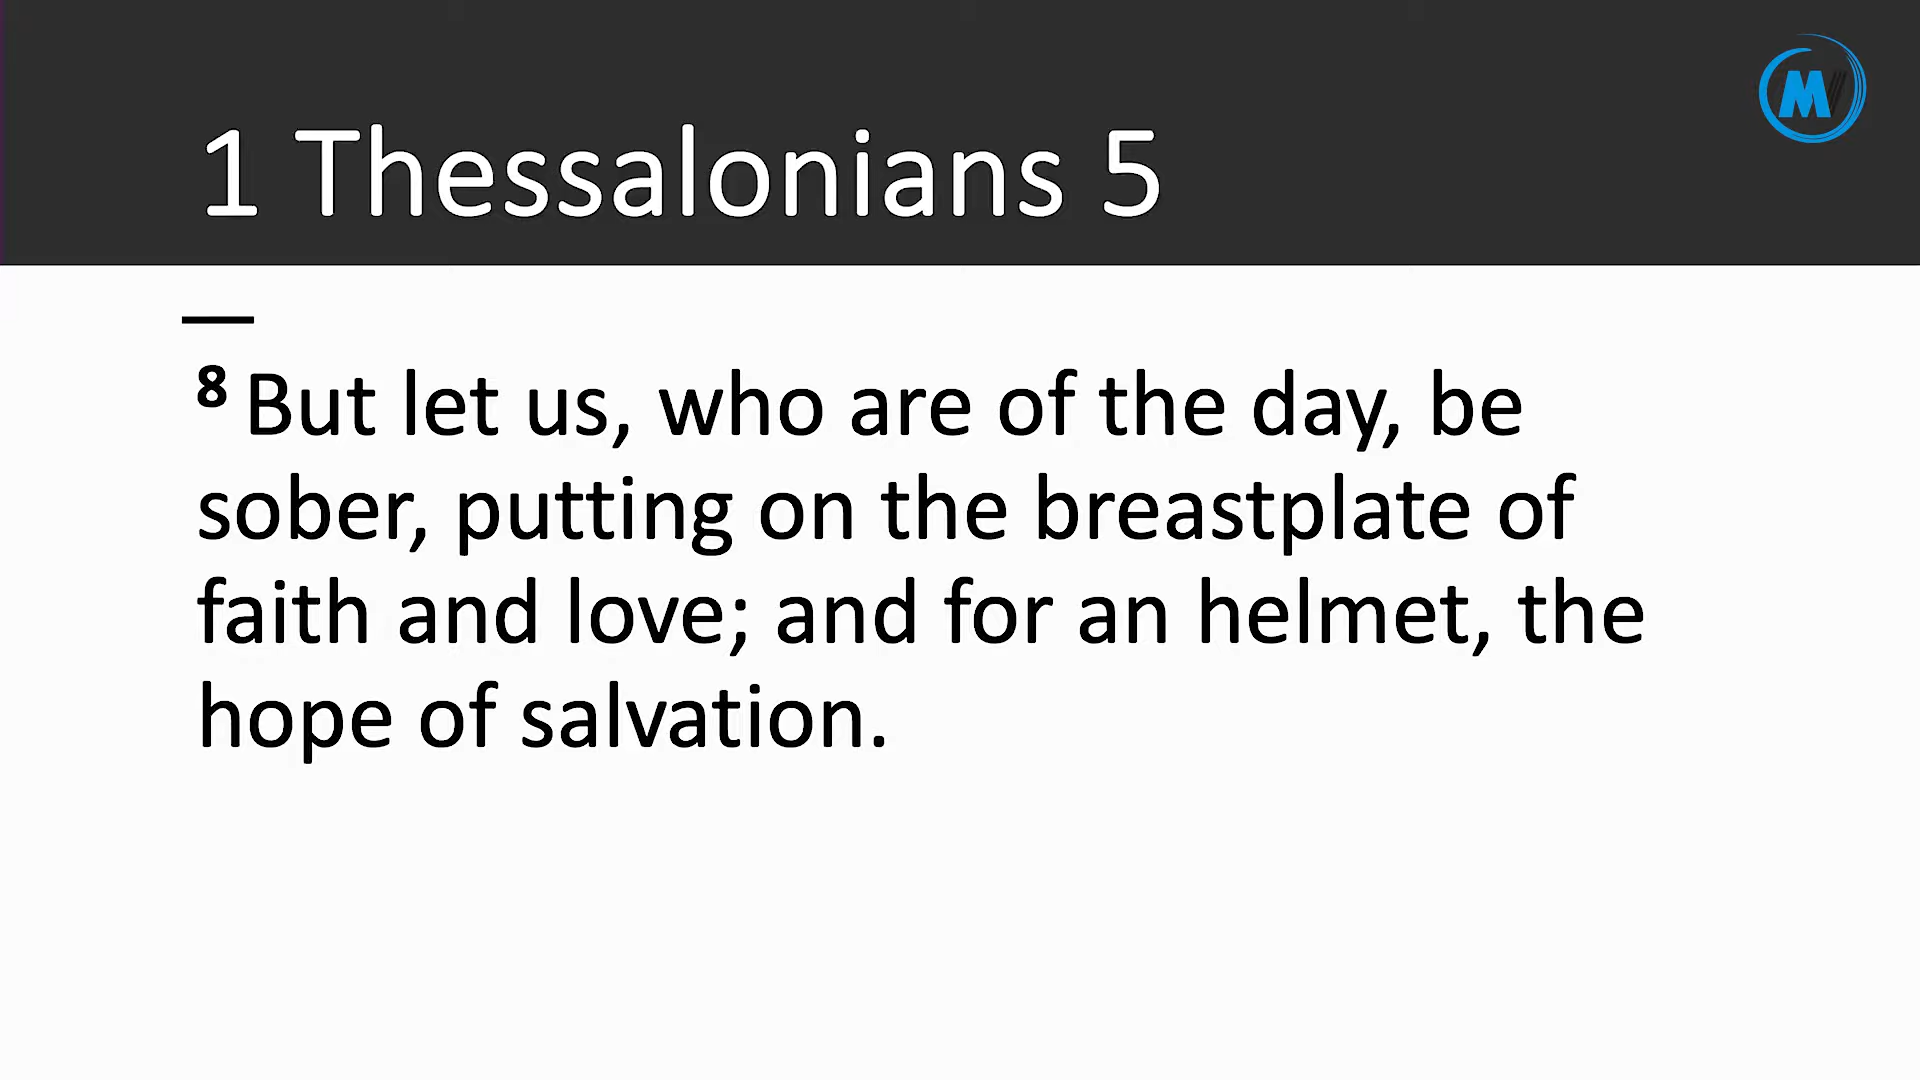 1 Thessalonians 5
8 But let us, who are of the day, be
sober, putting on the breastplate of
faith and love; and for an helmet, the
hope of salvation.
MV